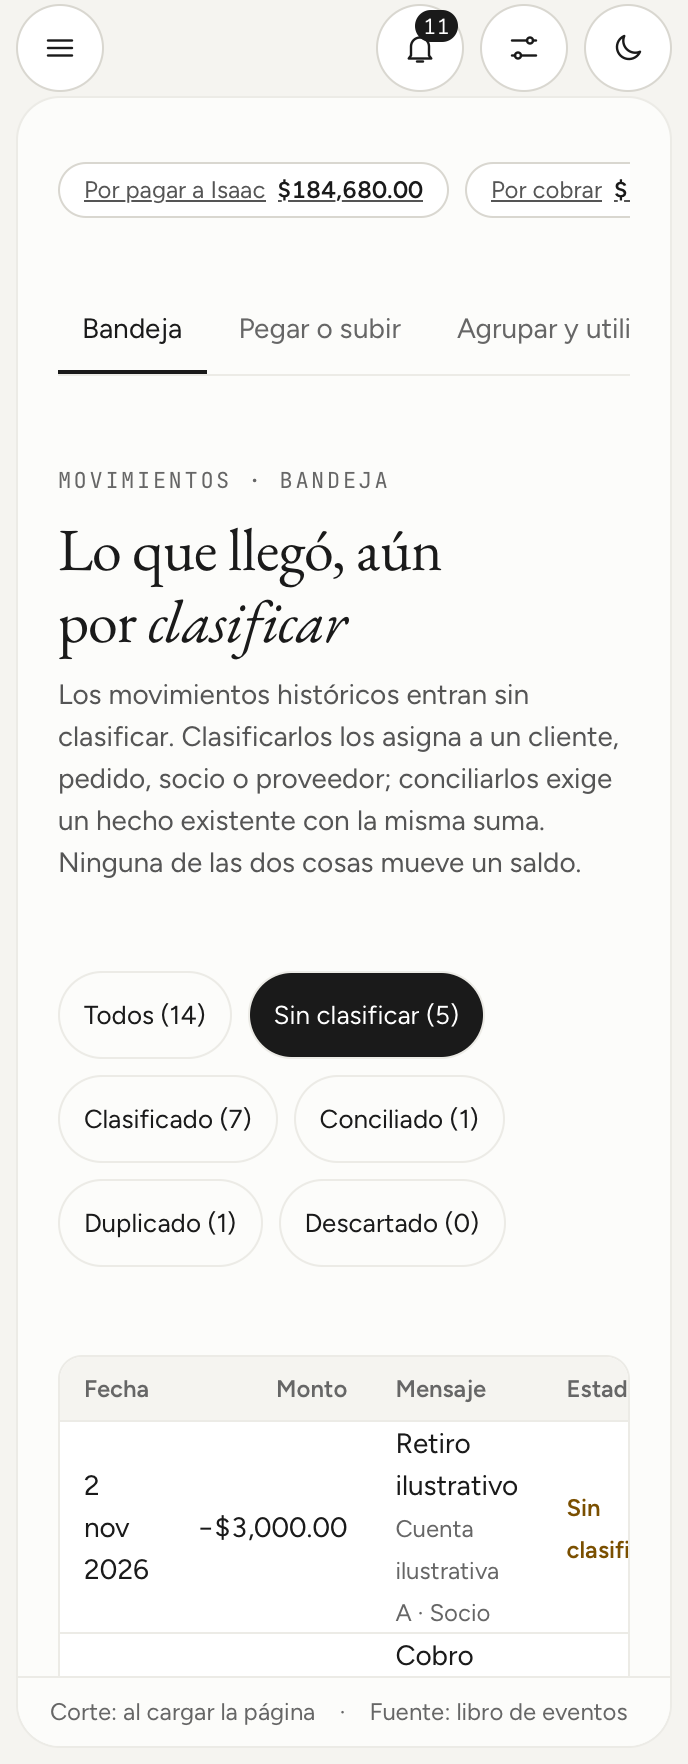 11
Por pagar a Isaac $184,680.00 Por cobrar $
Bandeja Pegar o subir Agrupar y utili
MOVIMIENTOS · BANDEJA
Lo que llegó, aún
por clasificar
Los movimientos históricos entran sin
clasificar. Clasificarlos los asigna a un cliente,
pedido, socio o proveedor; conciliarlos exige
un hecho existente con la misma suma.
Ninguna de las dos cosas mueve un saldo.
Todos (14) Sin clasificar (5)
Clasificado (7) Conciliado (1)
Duplicado (1) Descartado (0)
Fecha Monto Mensaje Estad
2
nov
2026
−$3,000.00
Retiro
ilustrativo
Cuenta
ilustrativa
A · Socio
Sin
clasifi
Cobro
Corte: al cargar la página · Fuente: libro de eventos